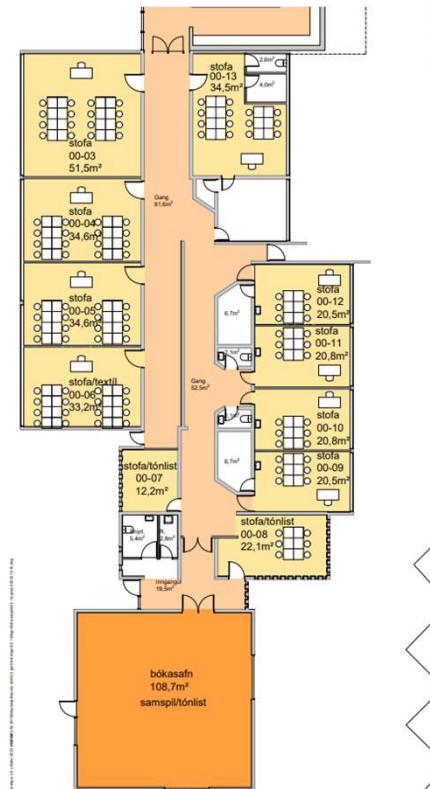 stofa
00-13
34,5m²
2,6m²
4,0m²
stofa
00-03
51,5m²
stofa
00-04
34,6m²
Gang
stofa
00-05
34,6m²
stofa/textíl
00-06
33,2m²
stofa
00-12
20,5m²
6,7m²
stofa
00-11
20,8m²
Gang
52,5m²
stofa
00-10
20,8m²
6,7m²
stofa
00-09
20,5m²
stofa/tónlist
00-07
12,2m²
stofa/tónlist
00-08
22,1m²
5,4m²
2,8m²
Inngangur
19,5m²
bókasafn
108,7m²
samspil/tónlist